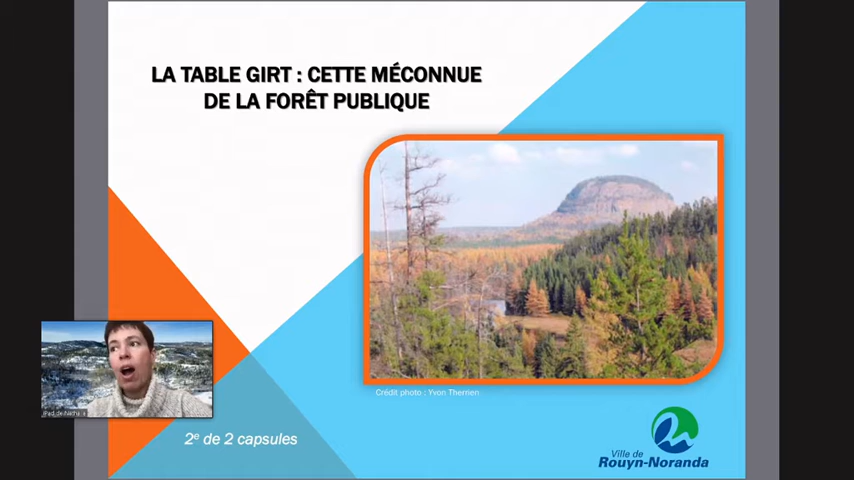 LA TABLE GIRT : CETTE MÉCONNUE
DE LA FORÊT PUBLIQUE
Crédit photo : Yvon Therrien
2e de 2 capsules
Ville de
Rouyn-Noranda